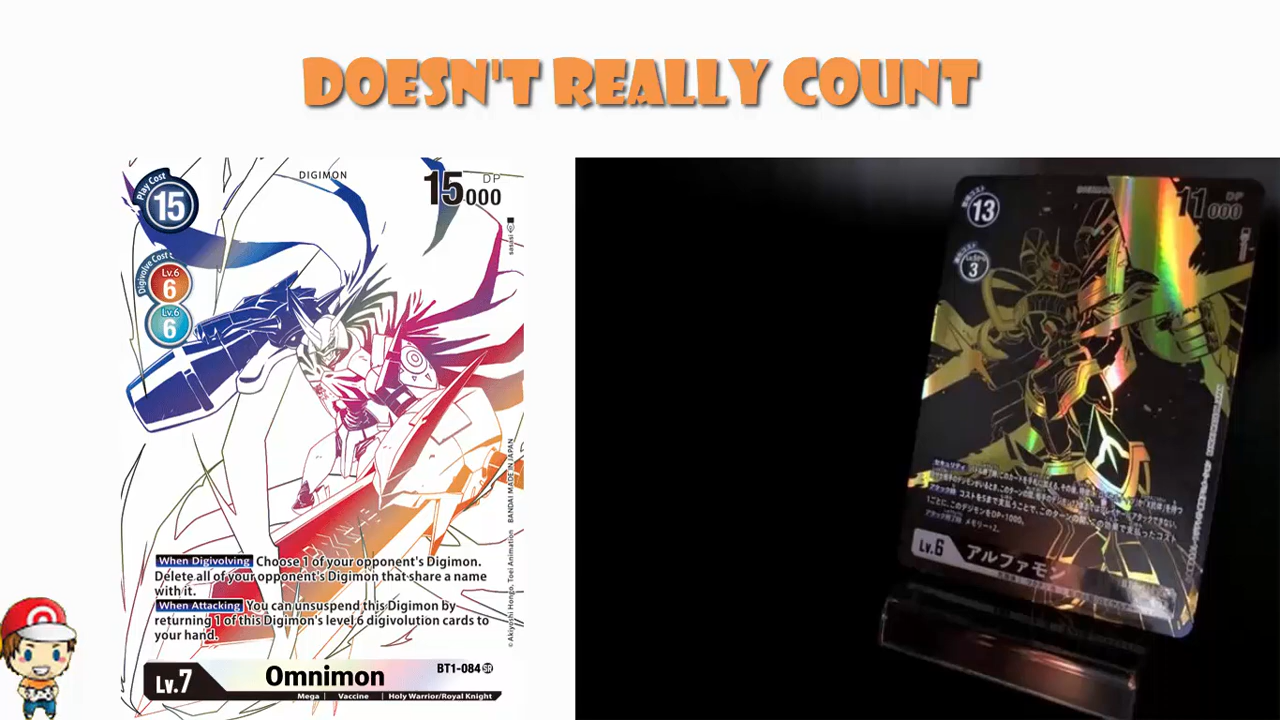 DOESN'T REALLY COUNT
Play Cost
15
DIGIMON
DP
15000
Digivolve Cost
Lv.6
6
Lv.6
6
sasasi
When Digivolving Choose 1 of your opponent's Digimon.
Delete all of your opponent's Digimon that share a name
with it.
When Attacking You can unsuspend this Digimon by
returning 1 of this Digimon's level 6 digivolution cards to
your hand.
© Akiyoshi Hongo, Toei Animation BANDAI MADE IN JAPAN
Lv.7
Omnimon
BT1-084 SR
Mega | Vaccine | Holy Warrior/Royal Knight
13
DIGIMON
DP
11000
3
Lv.6
アルファモン